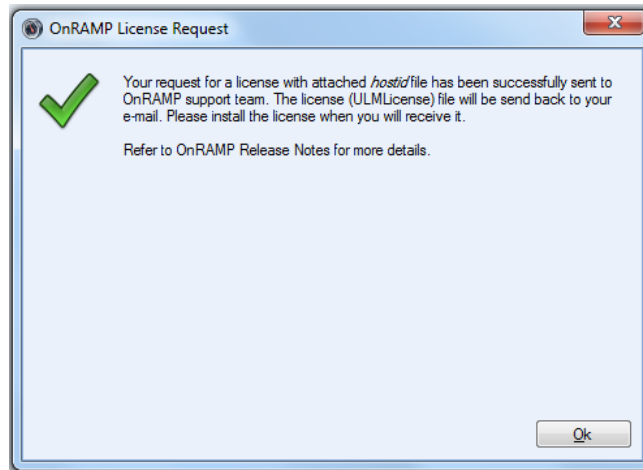 OnRAMP License Request
Your request for a license with attached hostid file has been successfully sent to
OnRAMP support team. The license (ULMLicense) file will be send back to your
e-mail. Please install the license when you will receive it.
Refer to OnRAMP Release Notes for more details.
Ok